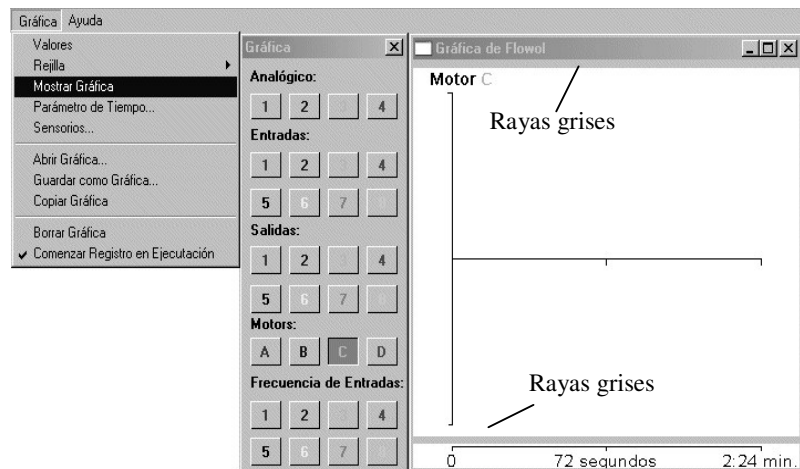 Gráfica Ayuda
Valores
Rejilla
Mostrar Gráfica
Parámetro de Tiempo...
Sensorios...
Abrir Gráfica...
Guardar como Gráfica...
Copiar Gráfica
Borrar Gráfica
Comenzar Registro en Ejecutación
Gráfica
Analógico:
1 2 3 4
Entradas:
1 2 3 4
5 6 7 8
Salidas:
1 2 3 4
5 6 7 8
Motors:
A B C D
Frecuencia de Entradas:
1 2 3 4
5 6 7 8
Gráfica de Flowol
Motor C
Rayas grises
Rayas grises
0 72 segundos 2:24 min.